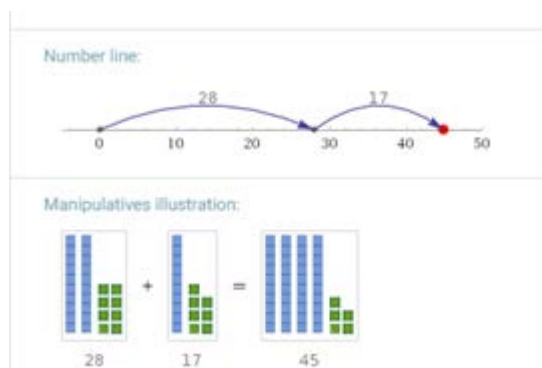 Number line:
28 17
0 10 20 30 40 50
Manipulatives illustration:
+ =
28 17 45